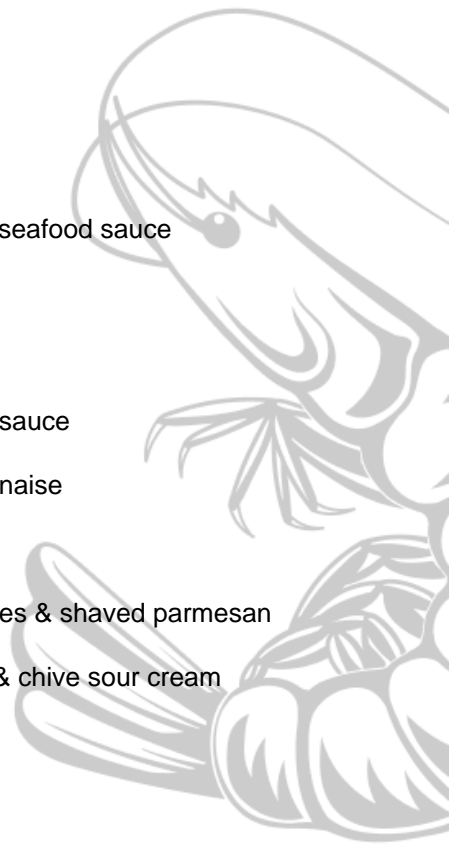 seafood sauce
sauce
naise
es & shaved parmesan
& chive sour cream